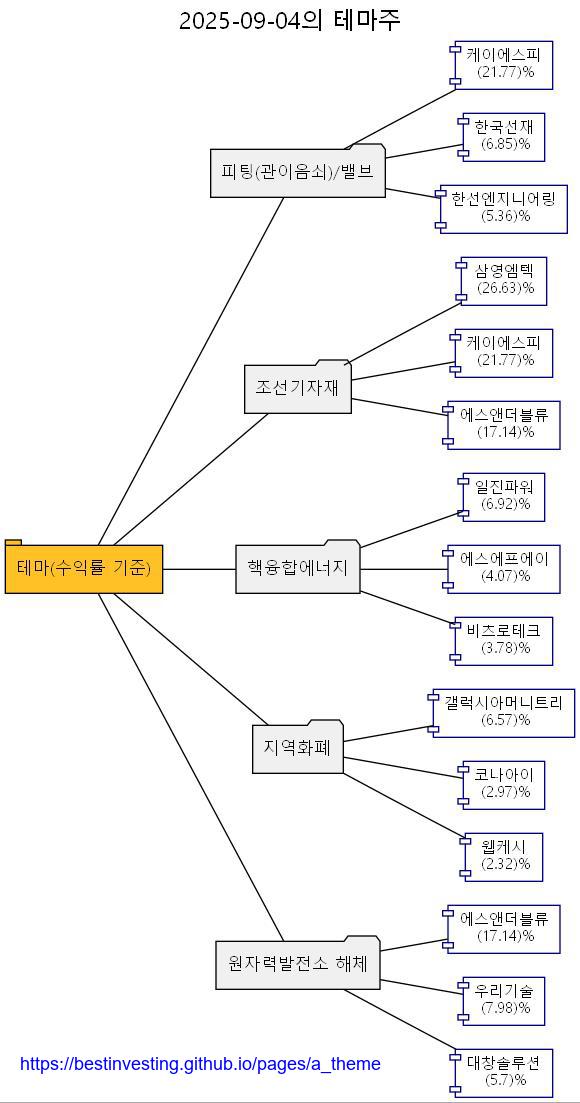 2025-09-04의 테마주
케이에스피
(21.77)%
한국선재
(6.85)%
피팅(관이음쇠)/밸브
한선엔지니어링
(5.36)%
삼영엠텍
(26.63)%
케이에스피
(21.77)%
조선기자재
에스앤더블류
(17.14)%
일진파워
(6.92)%
테마(수익률 기준)
핵융합에너지
에스에프에이
(4.07)%
비츠로테크
(3.78)%
갤럭시아머니트리
(6.57)%
지역화폐
코나아이
(2.97)%
웹케시
(2.32)%
에스앤더블류
(17.14)%
원자력발전소 해체
우리기술
(7.98)%
대창솔루션
(5.7)%
https://bestinvesting.github.io/pages/a_theme